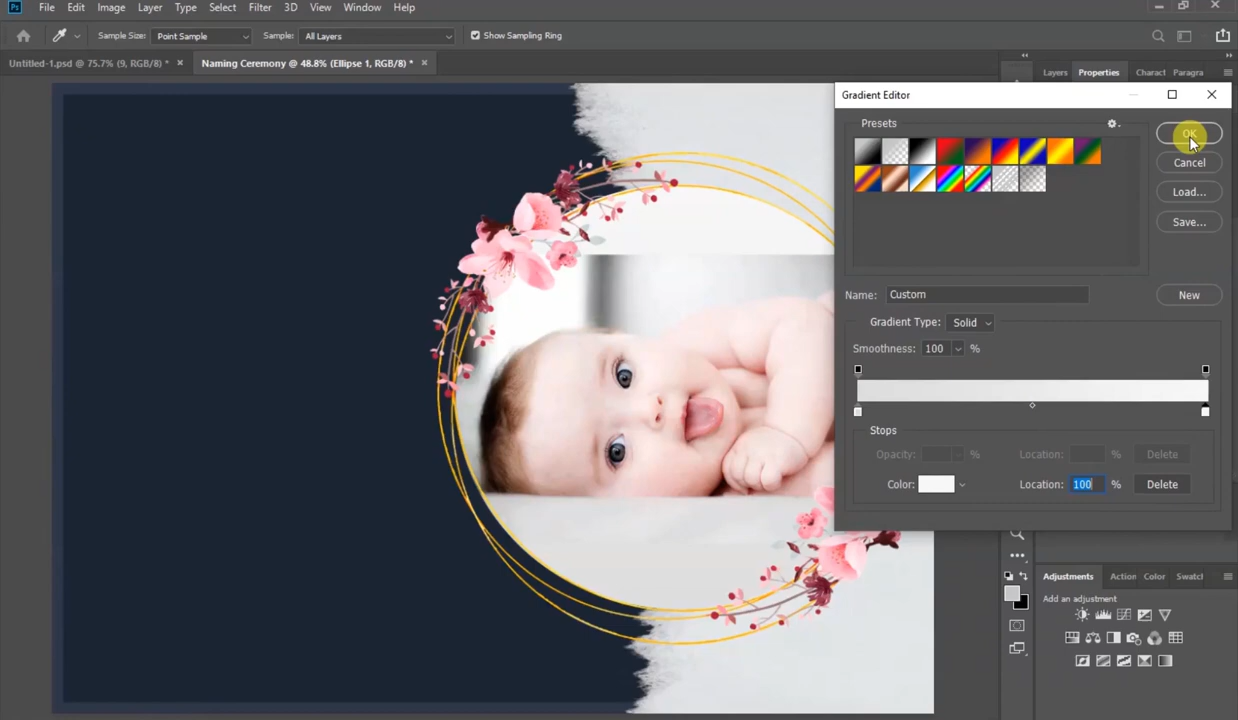 Ps File Edit Image Layer Type Select Filter 3D View Window Help
Sample Size: Point Sample Sample: All Layers Show Sampling Ring
Untitled-1.psd @ 75.7% (9, RGB/8) * × Naming Ceremony @ 48.8% (Ellipse 1, RGB/8) * ×
Layers Properties Charact Paragra
Gradient Editor
Presets
OK
Cancel
Load...
Save...
Name: Custom New
Gradient Type: Solid
Smoothness: 100 %
Stops
Opacity: % Location: % Delete
Color: Location: 100 % Delete
Adjustments Action Color Swatch
Add an adjustment